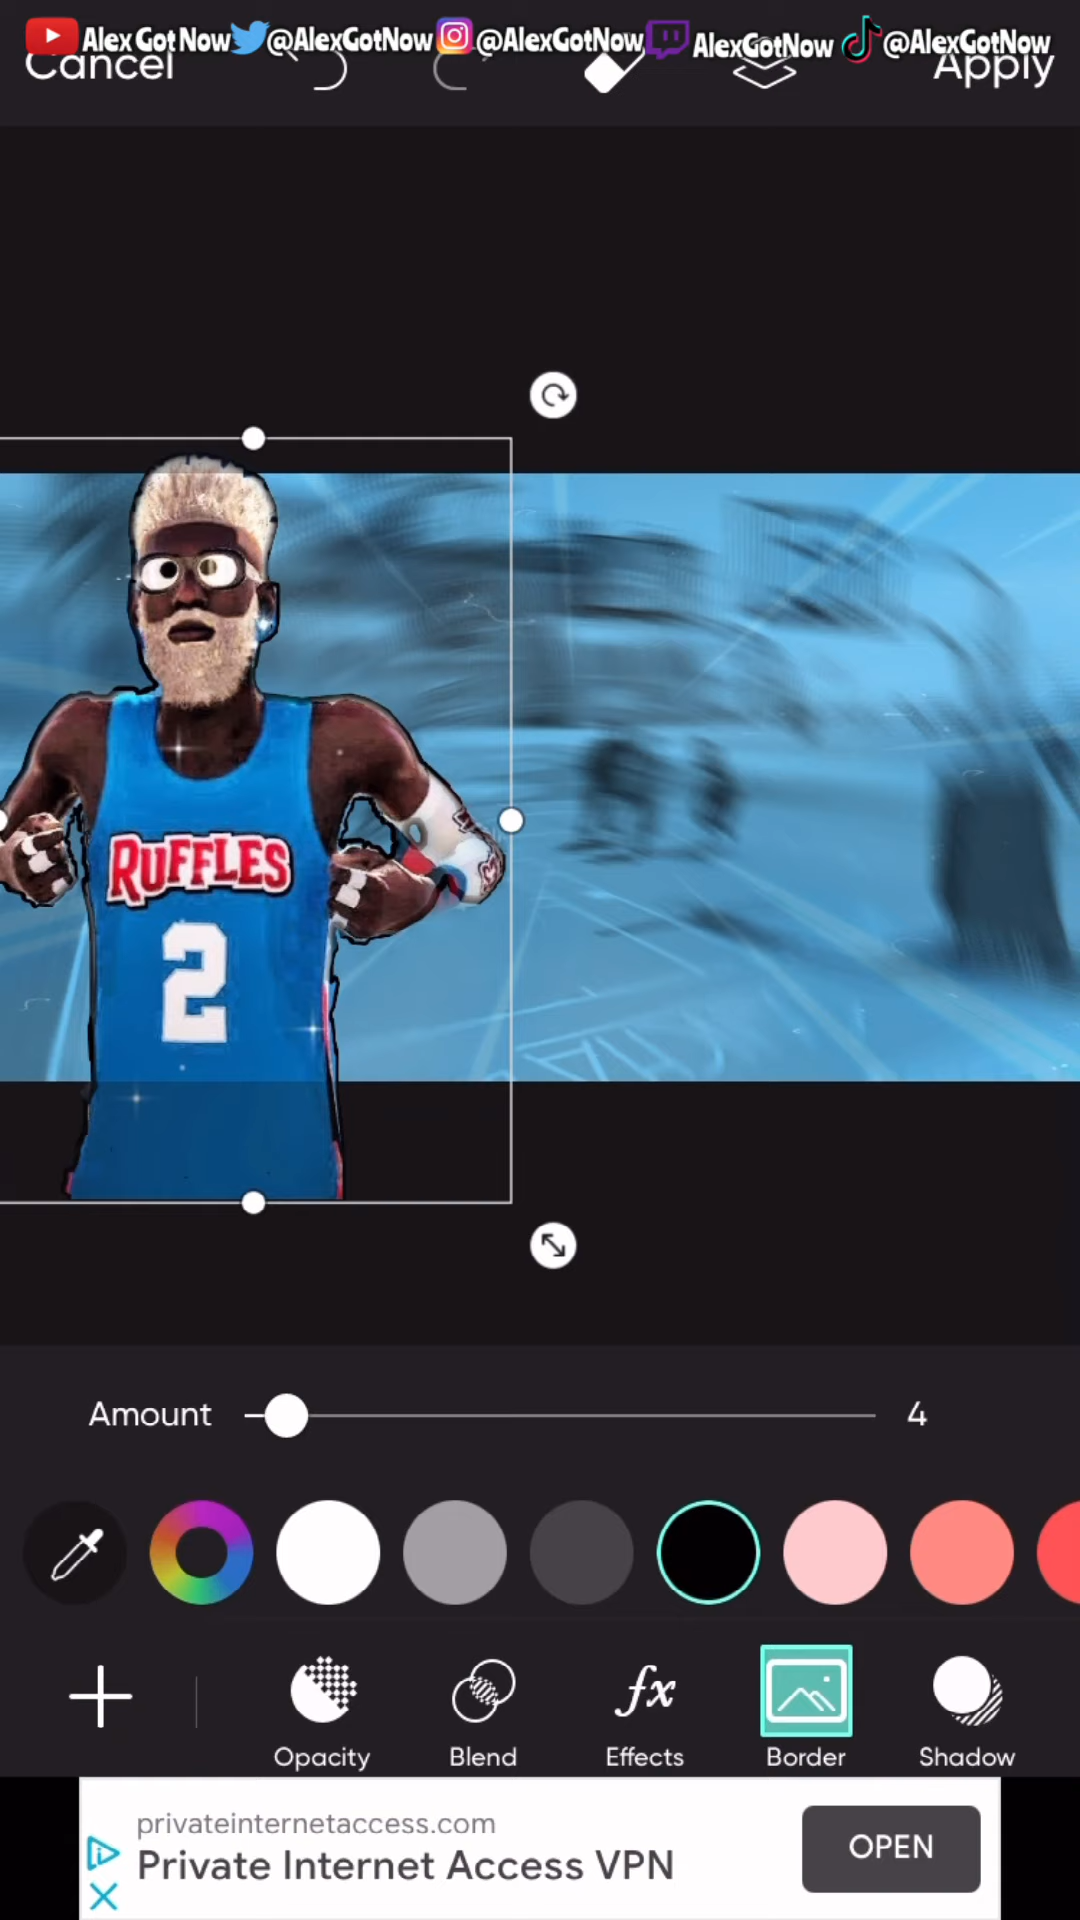 Alex Got Now @AlexGotNow @AlexGotNow AlexGotNow @AlexGotNow
Cancel Apply
RUFFLES
2
Amount 4
Opacity Blend Effects Border Shadow
privateinternetaccess.com
Private Internet Access VPN
OPEN